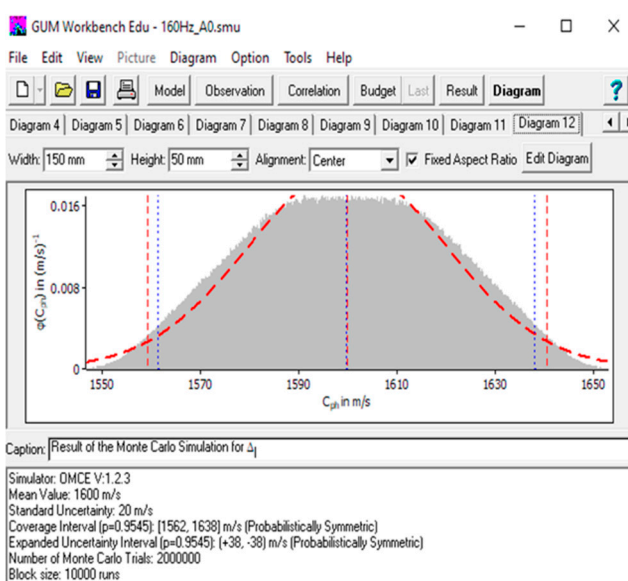 GUM Workbench Edu - 160Hz_A0.smu
File Edit View Picture Diagram Option Tools Help
Model Observation Correlation Budget Last Result Diagram ?
Diagram 4 Diagram 5 Diagram 6 Diagram 7 Diagram 8 Diagram 9 Diagram 10 Diagram 11 Diagram 12
Width: 150 mm Height: 50 mm Alignment: Center Fixed Aspect Ratio Edit Diagram
0.016
0.008
0
φ(Cph) in (m/s)⁻¹
1550 1570 1590 1610 1630 1650
Cph in m/s
Caption: Result of the Monte Carlo Simulation for Δl
Simulator: OMCE V:1.2.3
Mean Value: 1600 m/s
Standard Uncertainty: 20 m/s
Coverage Interval (p=0.9545): [1562, 1638] m/s (Probabilistically Symmetric)
Expanded Uncertainty Interval (p=0.9545): (+38, -38) m/s (Probabilistically Symmetric)
Number of Monte Carlo Trials: 2000000
Block size: 10000 runs